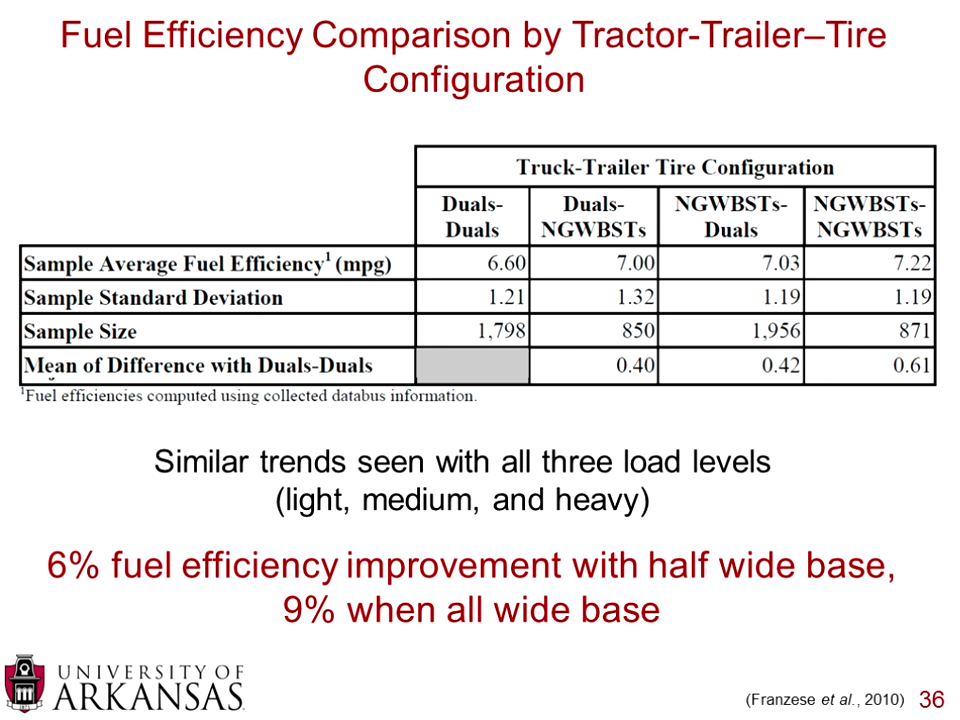 Fuel Efficiency Comparison by Tractor-Trailer–Tire
Configuration
Truck-Trailer Tire Configuration
Duals-Duals Duals-NGWBSTs NGWBSTs-Duals NGWBSTs-NGWBSTs
Sample Average Fuel Efficiency¹ (mpg) 6.60 7.00 7.03 7.22
Sample Standard Deviation 1.21 1.32 1.19 1.19
Sample Size 1,798 850 1,956 871
Mean of Difference with Duals-Duals 0.40 0.42 0.61
¹Fuel efficiencies computed using collected databus information.
Similar trends seen with all three load levels
(light, medium, and heavy)
6% fuel efficiency improvement with half wide base,
9% when all wide base
UNIVERSITY OF
ARKANSAS
(Franzese et al., 2010) 36